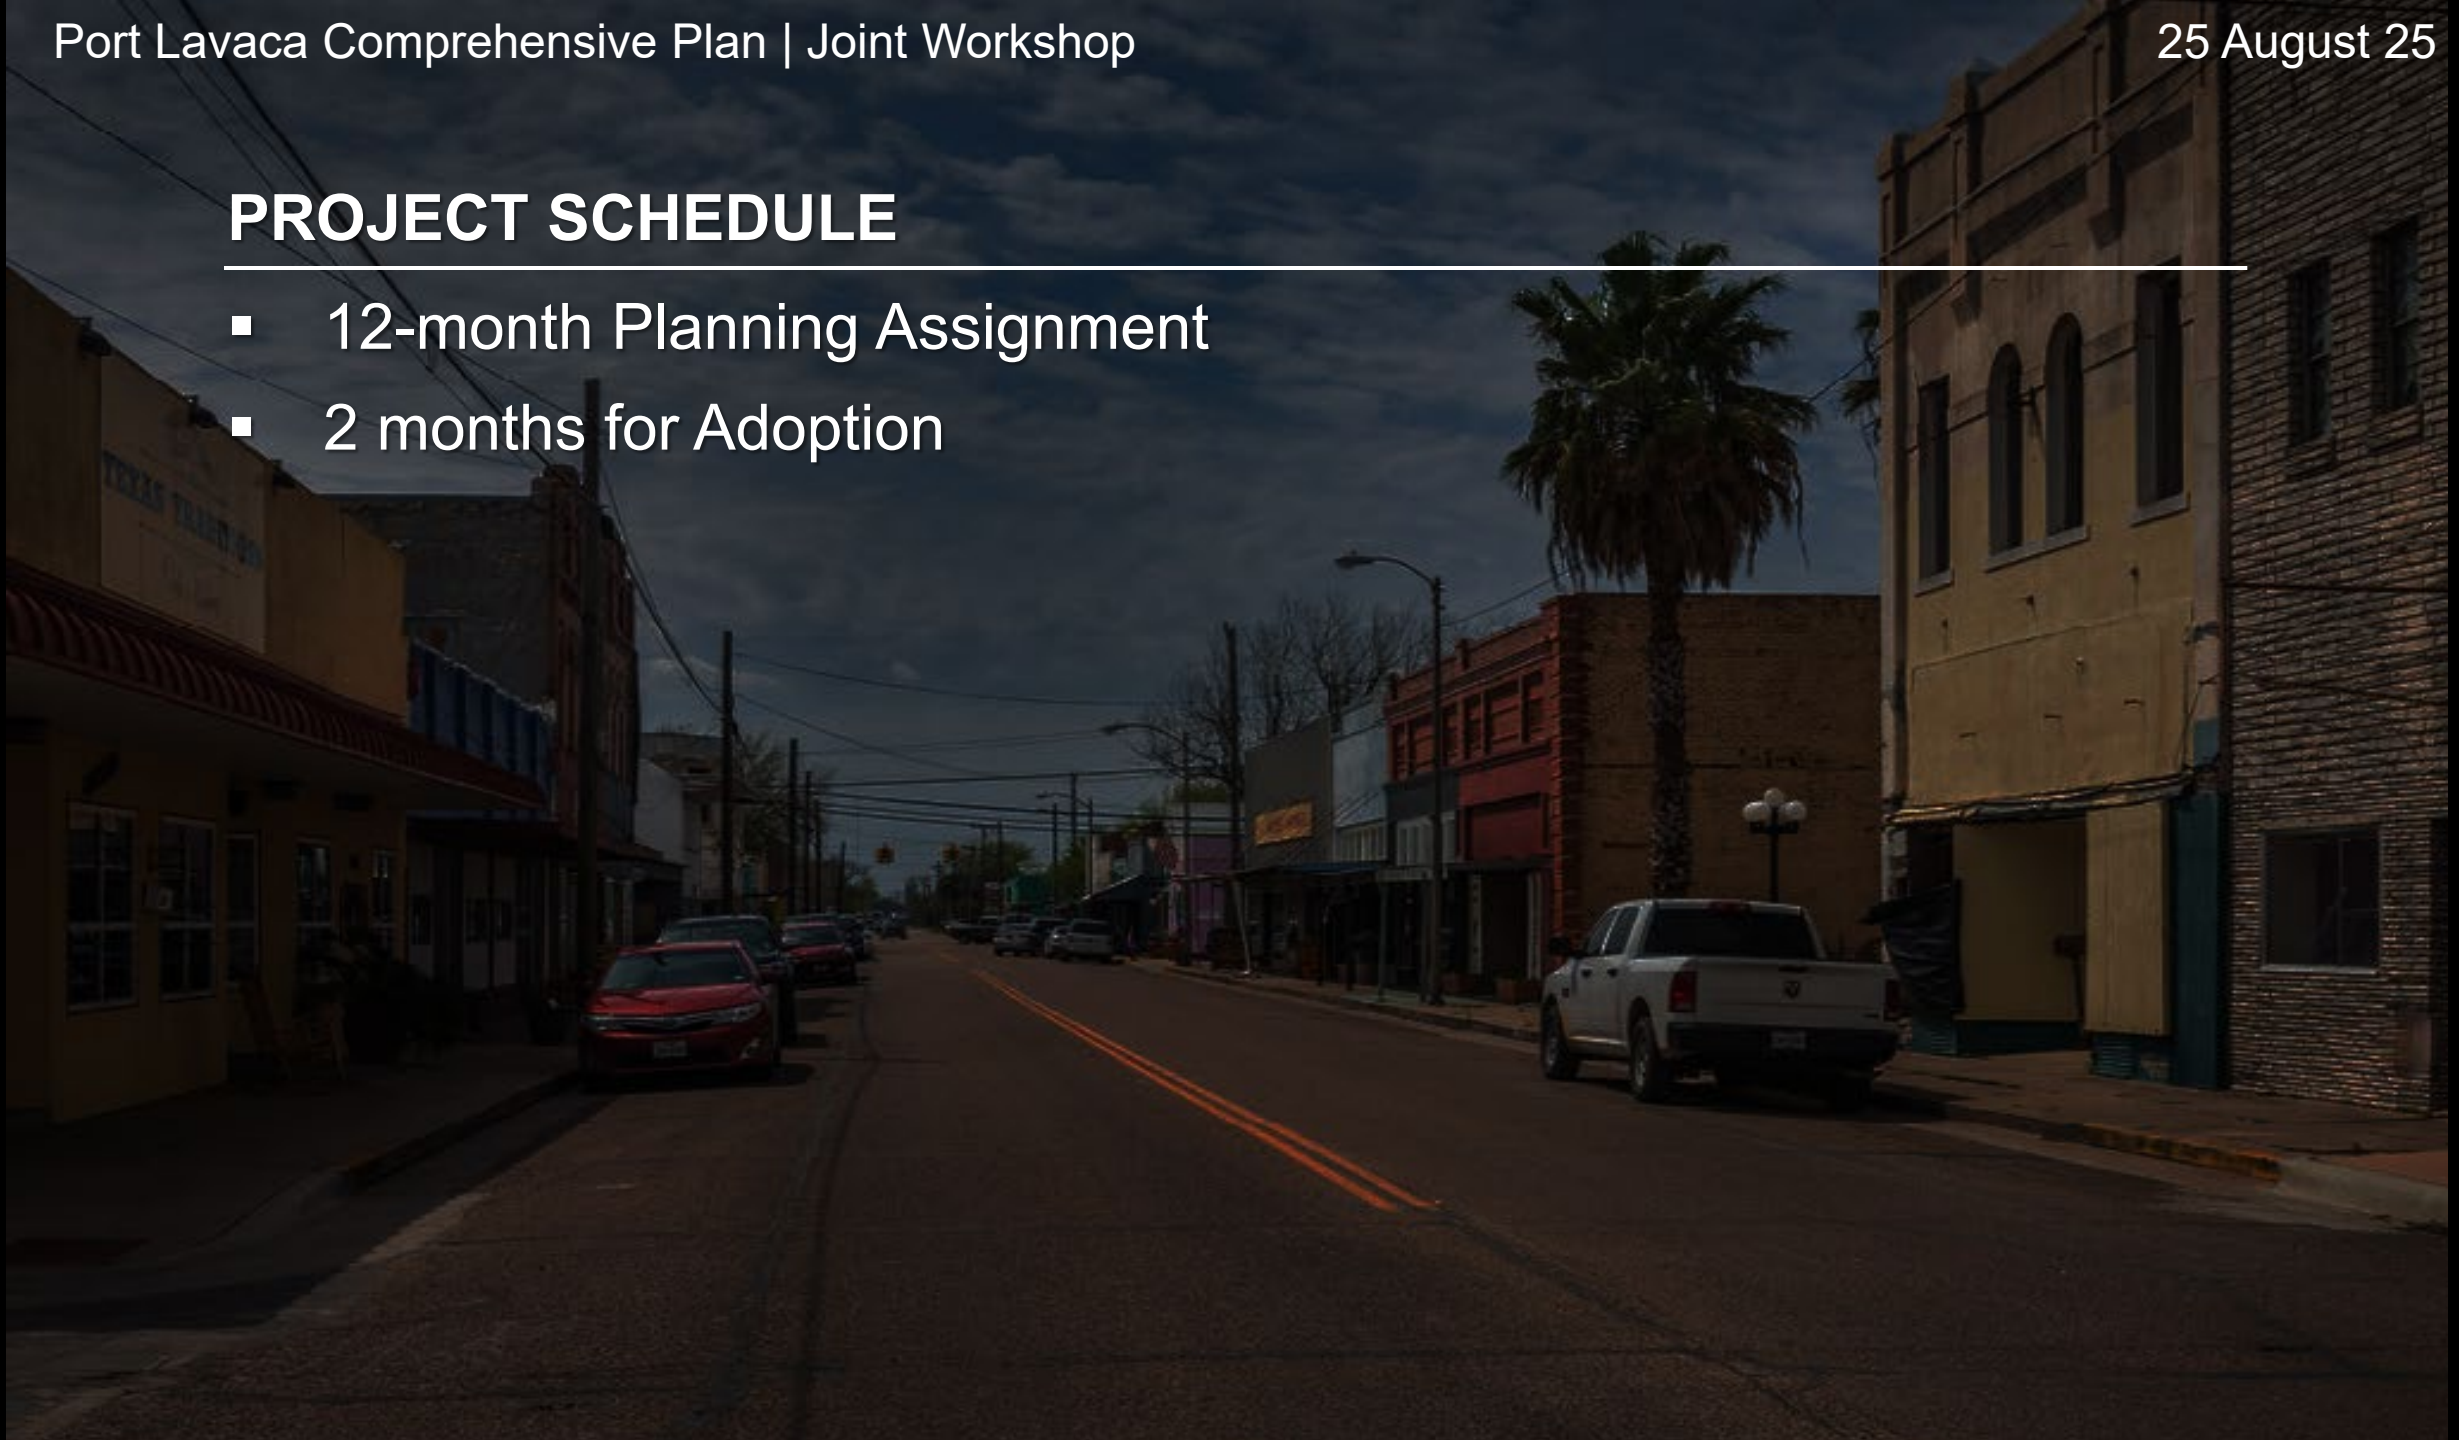 Port Lavaca Comprehensive Plan | Joint Workshop
25 August 25
PROJECT SCHEDULE
▪ 12-month Planning Assignment
▪ 2 months for Adoption
TEXAS